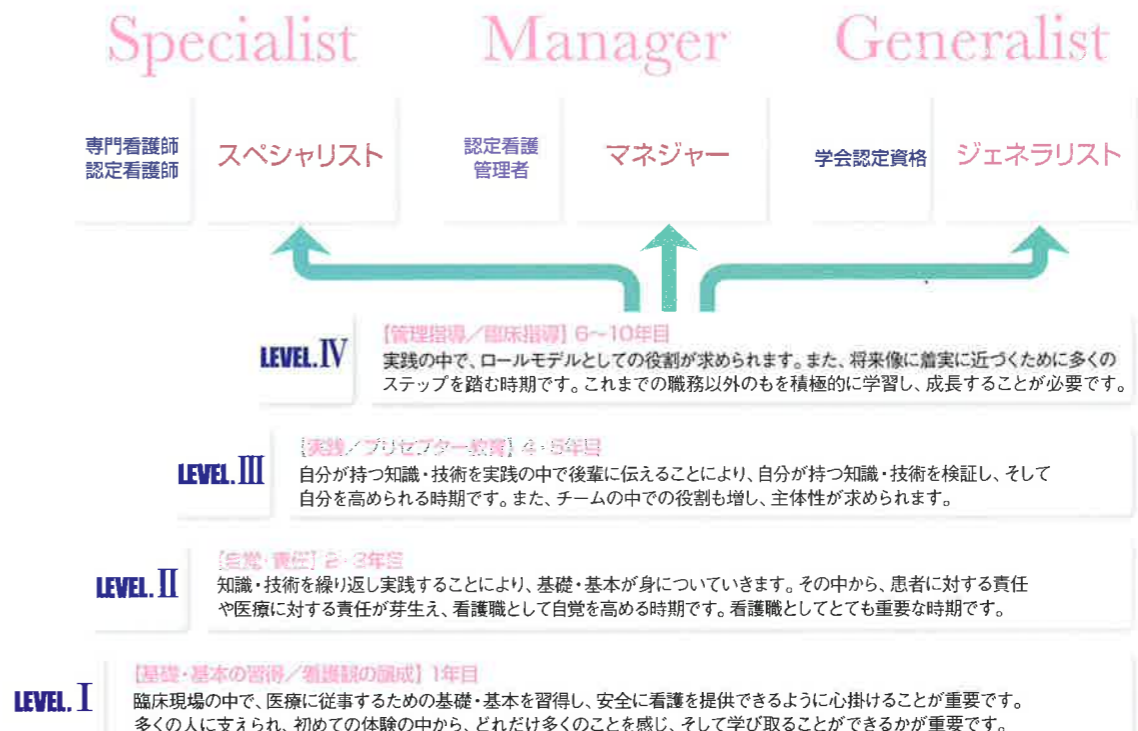 Specialist Manager Generalist
専門看護師
認定看護師
スペシャリスト
認定看護
管理者
マネジャー
学会認定資格
ジェネラリスト
LEVEL.Ⅳ
【管理指導／臨床指導】6～10年目
実践の中で、ロールモデルとしての役割が求められます。また、将来像に着実に近づくために多くの
ステップを踏む時期です。これまでの職務以外のもを積極的に学習し、成長することが必要です。
LEVEL.Ⅲ
【実践／プリセプター教育】4・5年目
自分が持つ知識・技術を実践の中で後輩に伝えることにより、自分が持つ知識・技術を検証し、そして
自分を高められる時期です。また、チームの中での役割も増し、主体性が求められます。
LEVEL.Ⅱ
【自覚・責任】2・3年目
知識・技術を繰り返し実践することにより、基礎・基本が身についていきます。その中から、患者に対する責任
や医療に対する責任が芽生え、看護職として自覚を高める時期です。看護職としてとても重要な時期です。
LEVEL.Ⅰ
【基礎・基本の習得／看護観の醸成】1年目
臨床現場の中で、医療に従事するための基礎・基本を習得し、安全に看護を提供できるように心掛けることが重要です。
多くの人に支えられ、初めての体験の中から、どれだけ多くのことを感じ、そして学び取ることができるかが重要です。